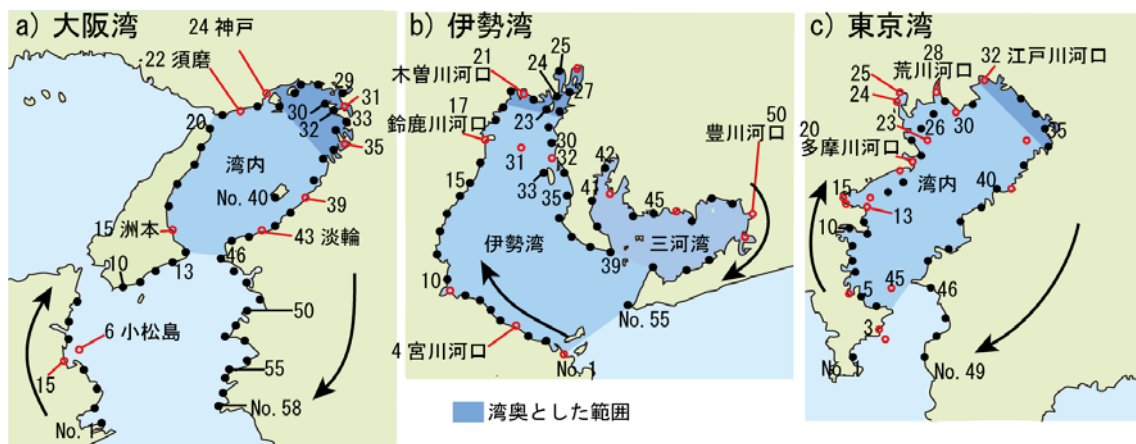 a) 大阪湾
24 神戸
22 須磨
29
31
30
32
33
35
20
湾内
No. 40
39
15 洲本
43 淡輪
13
46
10
50
6 小松島
15
55
No. 58
No. 1
b) 伊勢湾
25
21
24
木曽川河口
27
17
23
鈴鹿川河口
30
50
豊川河口
31
32
42
33
15
35
41
45
伊勢湾
三河湾
39
10
No. 55
4 宮川河口
No. 1
c) 東京湾
28
32 江戸川河口
荒川河口
25
24
20
23
26
30
35
多摩川河口
湾内
40
15
13
10
45
5
46
3
No. 1
No. 49
湾奥とした範囲